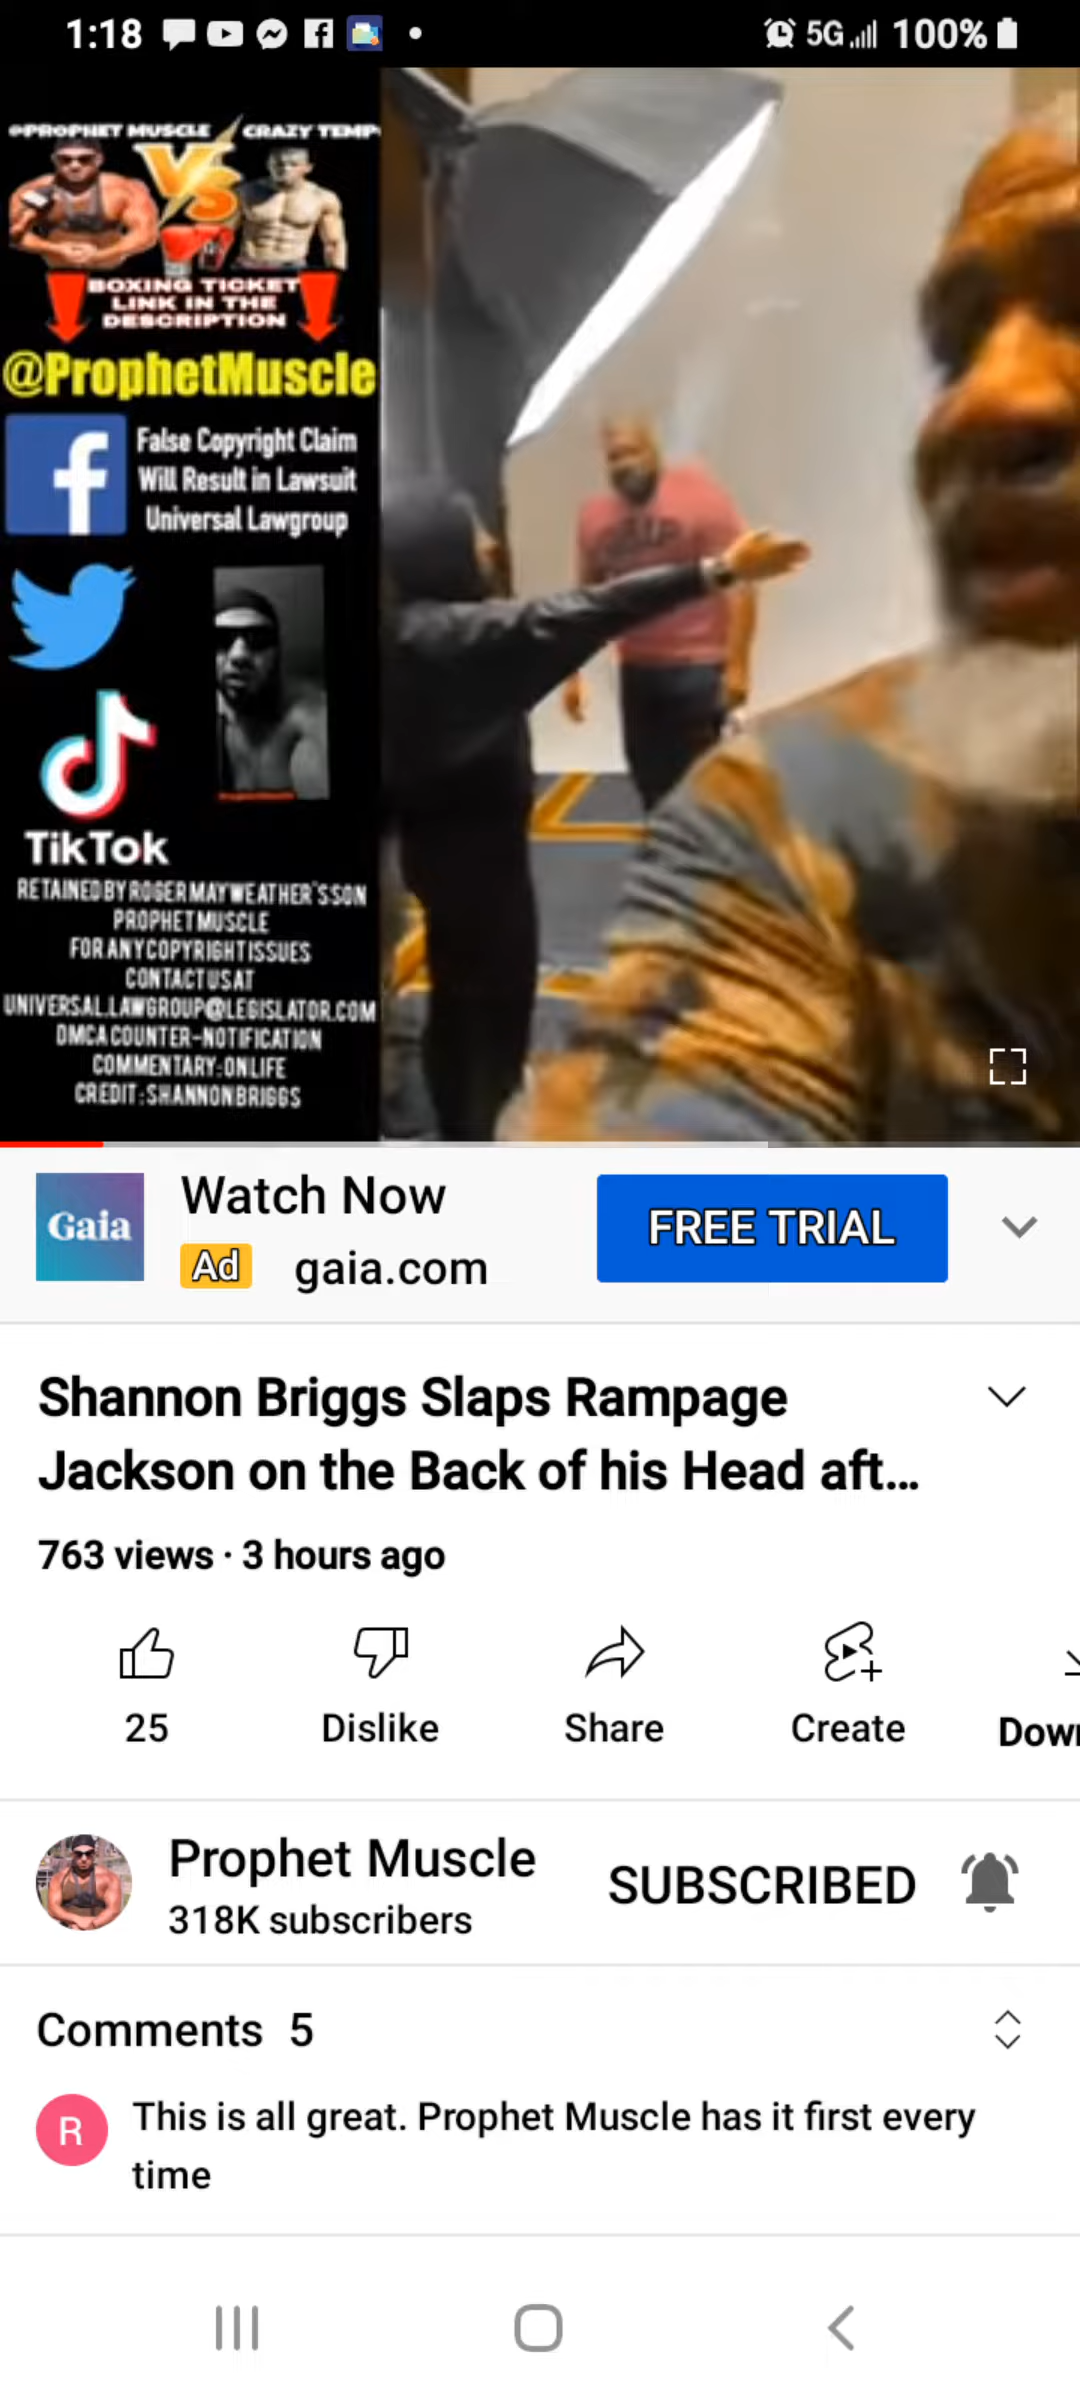 1:18
5G
100%
@PROPHET MUSCLE
CRAZY TEMP
VS
BOXING TICKET
LINK IN THE
DESCRIPTION
@ProphetMuscle
False Copyright Claim
Will Result in Lawsuit
Universal Lawgroup
TikTok
RETAINED BY ROGER MAYWEATHER'S SON
PROPHET MUSCLE
FOR ANY COPYRIGHT ISSUES
CONTACT US AT
UNIVERSAL.LAWGROUP@LEGISLATOR.COM
DMCA COUNTER-NOTIFICATION
COMMENTARY:ON LIFE
CREDIT:SHANNON BRIGGS
Gaia
Watch Now
Ad gaia.com
FREE TRIAL
Shannon Briggs Slaps Rampage
Jackson on the Back of his Head aft...
763 views · 3 hours ago
25
Dislike
Share
Create
Down
Prophet Muscle
318K subscribers
SUBSCRIBED
Comments 5
R
This is all great. Prophet Muscle has it first every
time